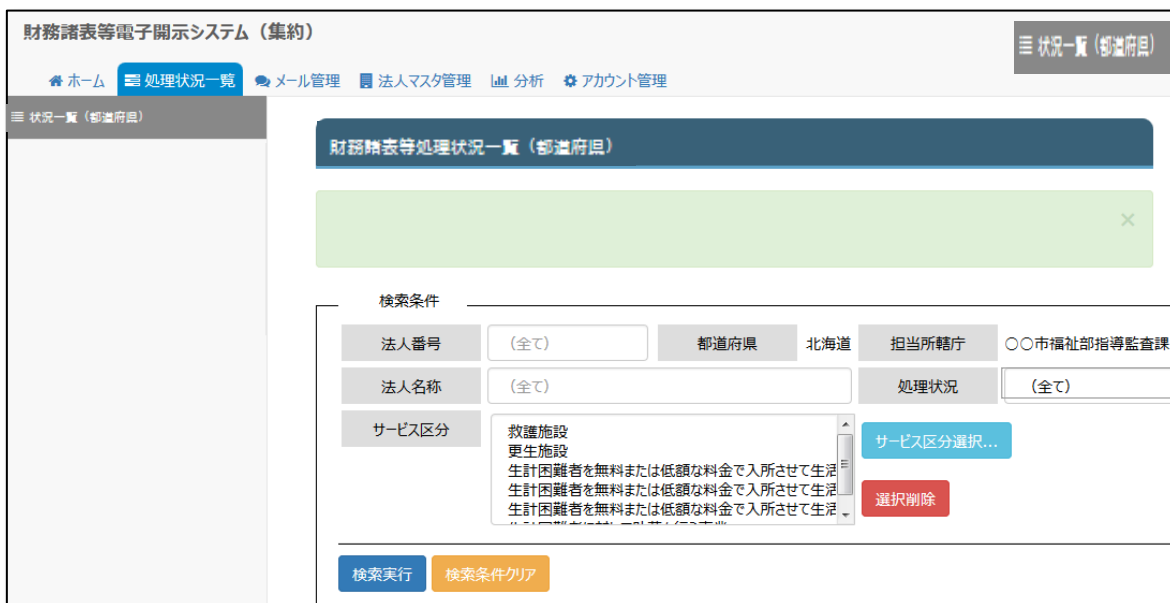 財務諸表等電子開示システム（集約）
状況一覧（都道府県）
ホーム 処理状況一覧 メール管理 法人マスタ管理 分析 アカウント管理
状況一覧（都道府県）
財務諸表等処理状況一覧（都道府県）
×
検索条件
法人番号 （全て） 都道府県 北海道 担当所轄庁 〇〇市福祉部指導監査課
法人名称 （全て） 処理状況 （全て）
サービス区分 救護施設 サービス区分選択...
更生施設
生計困難者を無料または低額な料金で入所させて生活
生計困難者を無料または低額な料金で入所させて生活
生計困難者を無料または低額な料金で入所させて生活
選択削除
検索実行 検索条件クリア